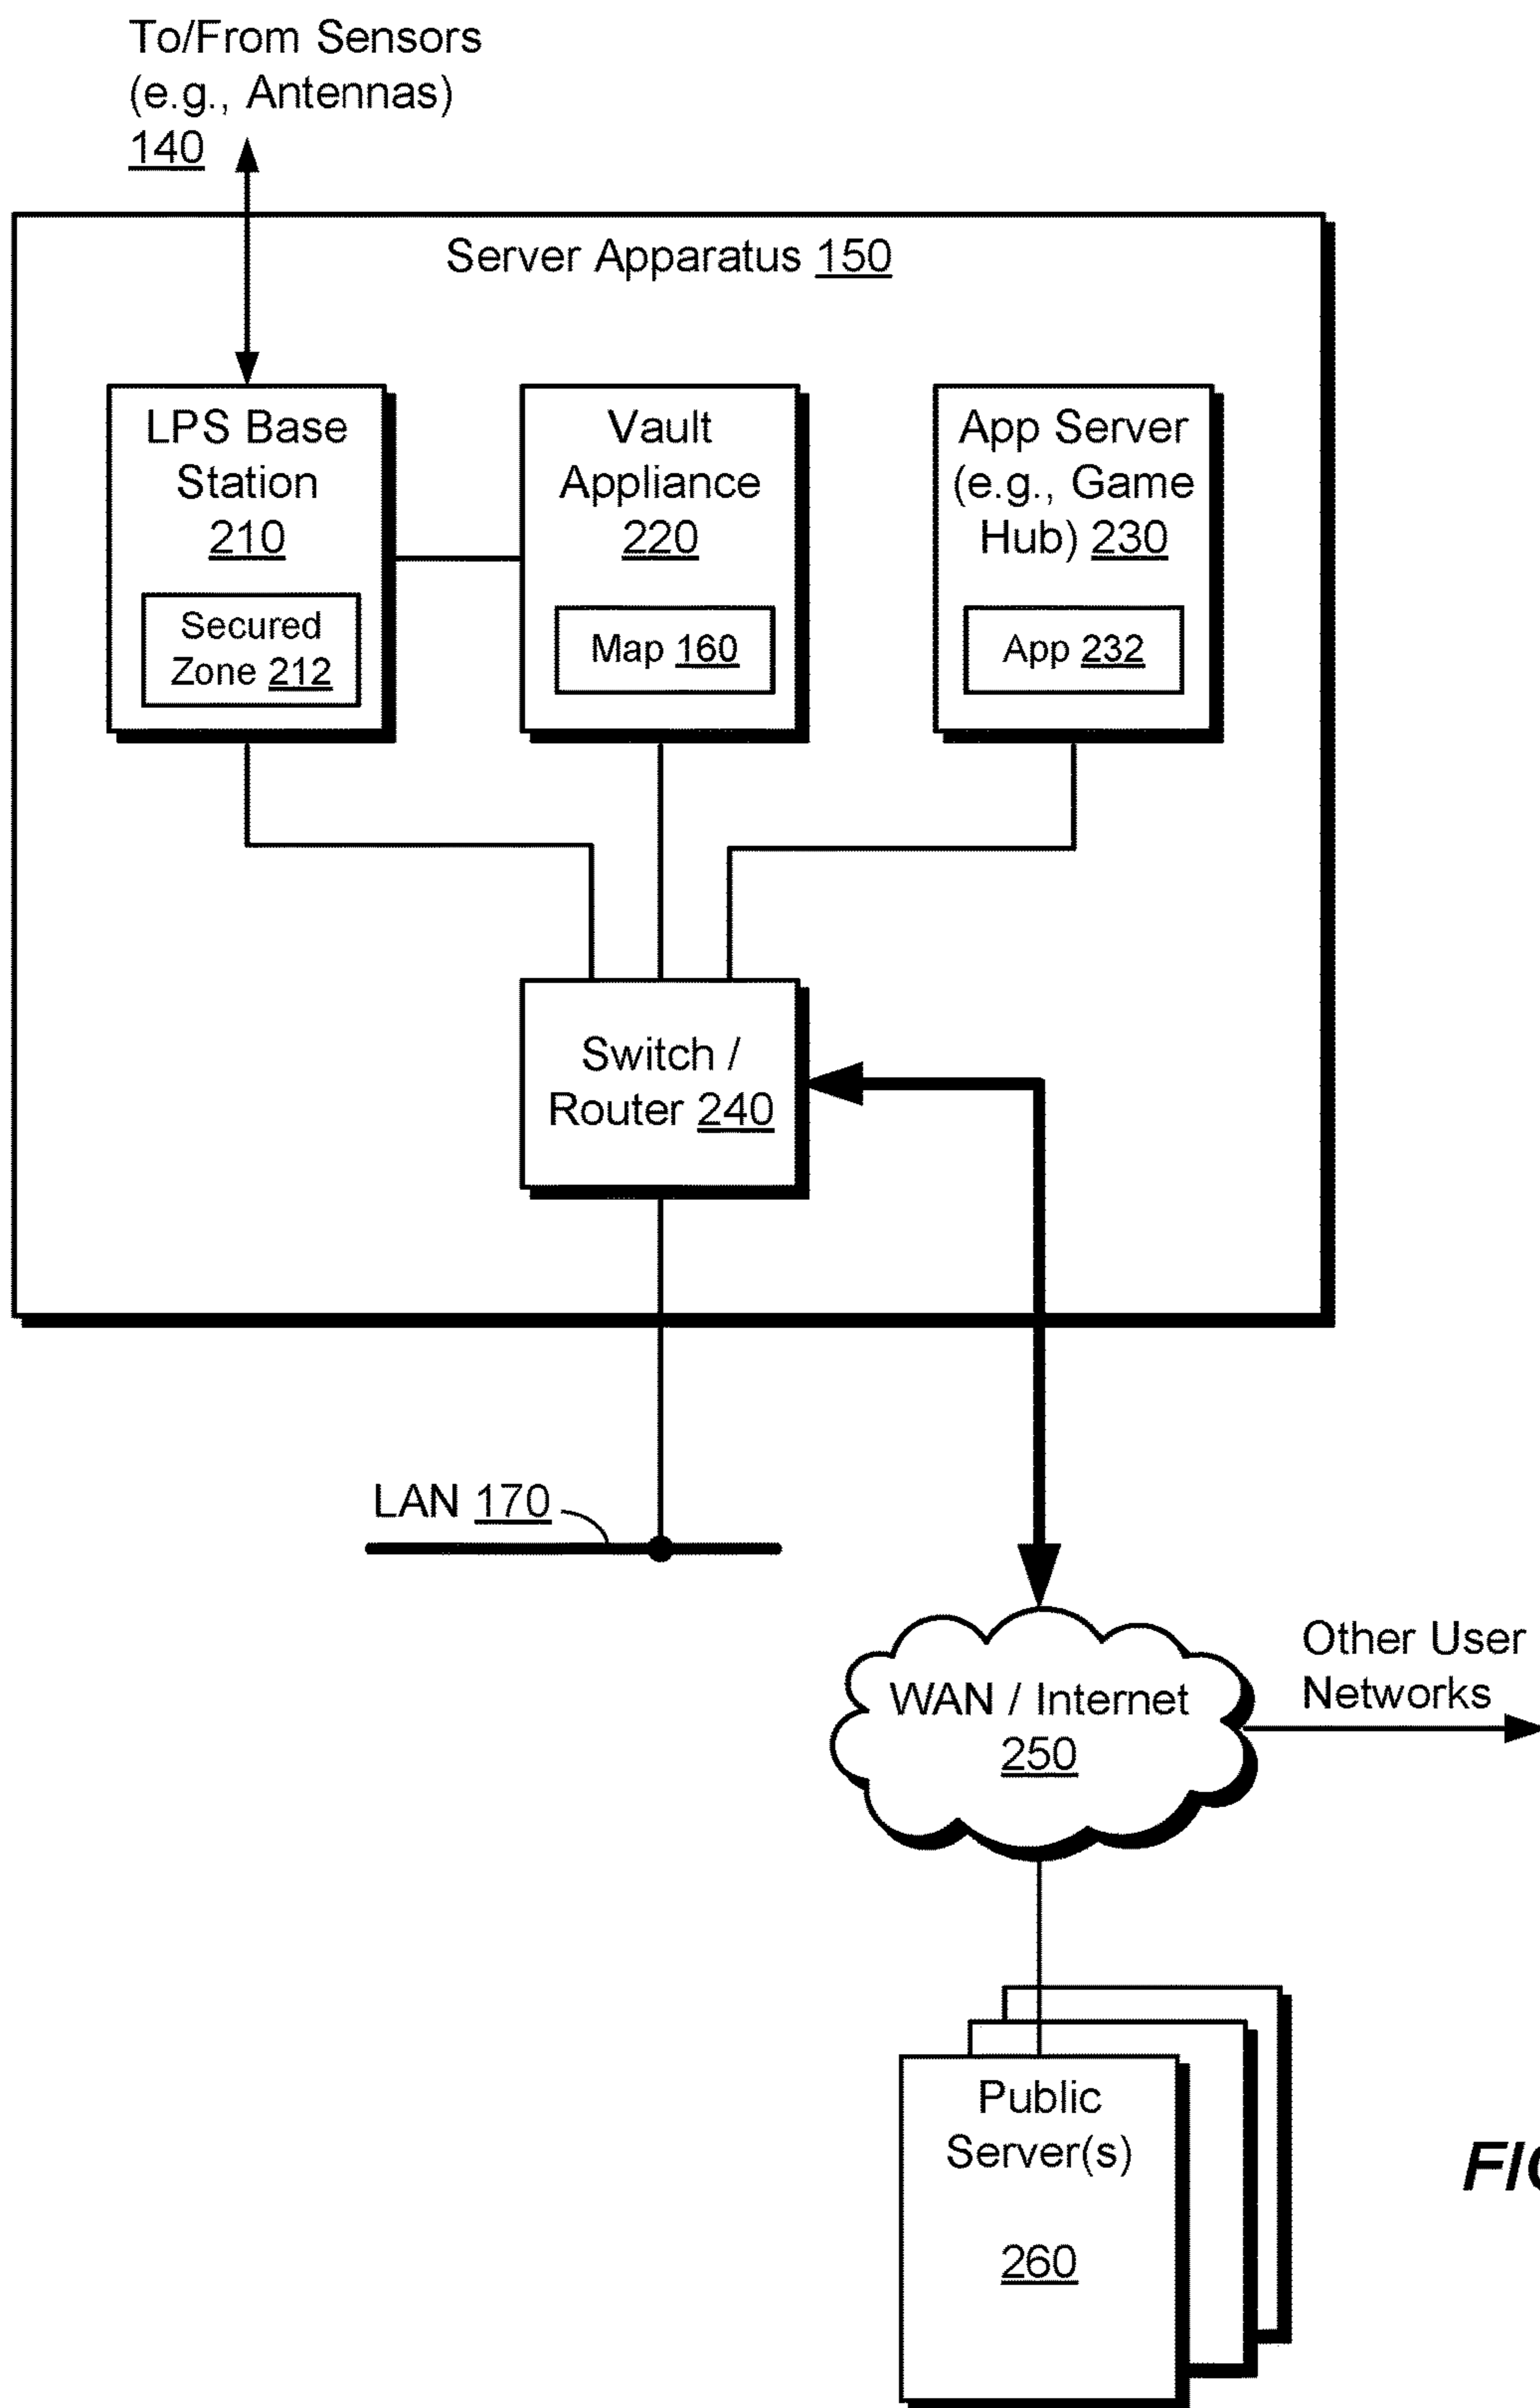 To/From Sensors
(e.g., Antennas)
140
Server Apparatus 150
LPS Base
Station
210
Secured
Zone 212
Vault
Appliance
220
Map 160
App Server
(e.g., Game
Hub) 230
App 232
Switch /
Router 240
LAN 170
WAN / Internet
250
Other User
Networks
Public
Server(s)
260